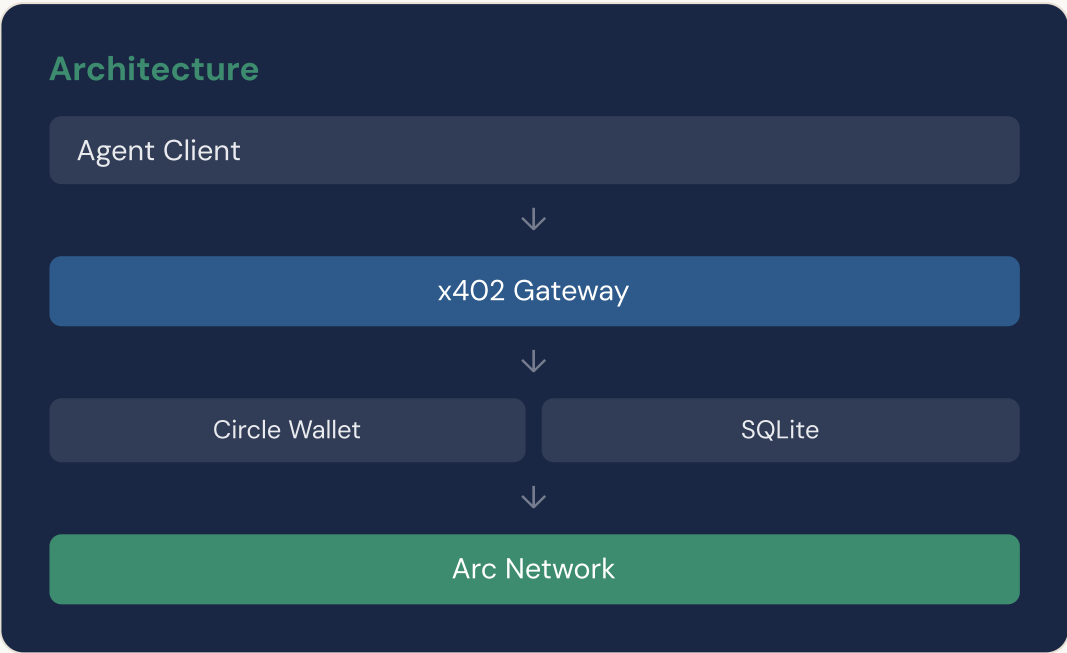 Architecture
Agent Client
x402 Gateway
Circle Wallet
SQLite
Arc Network